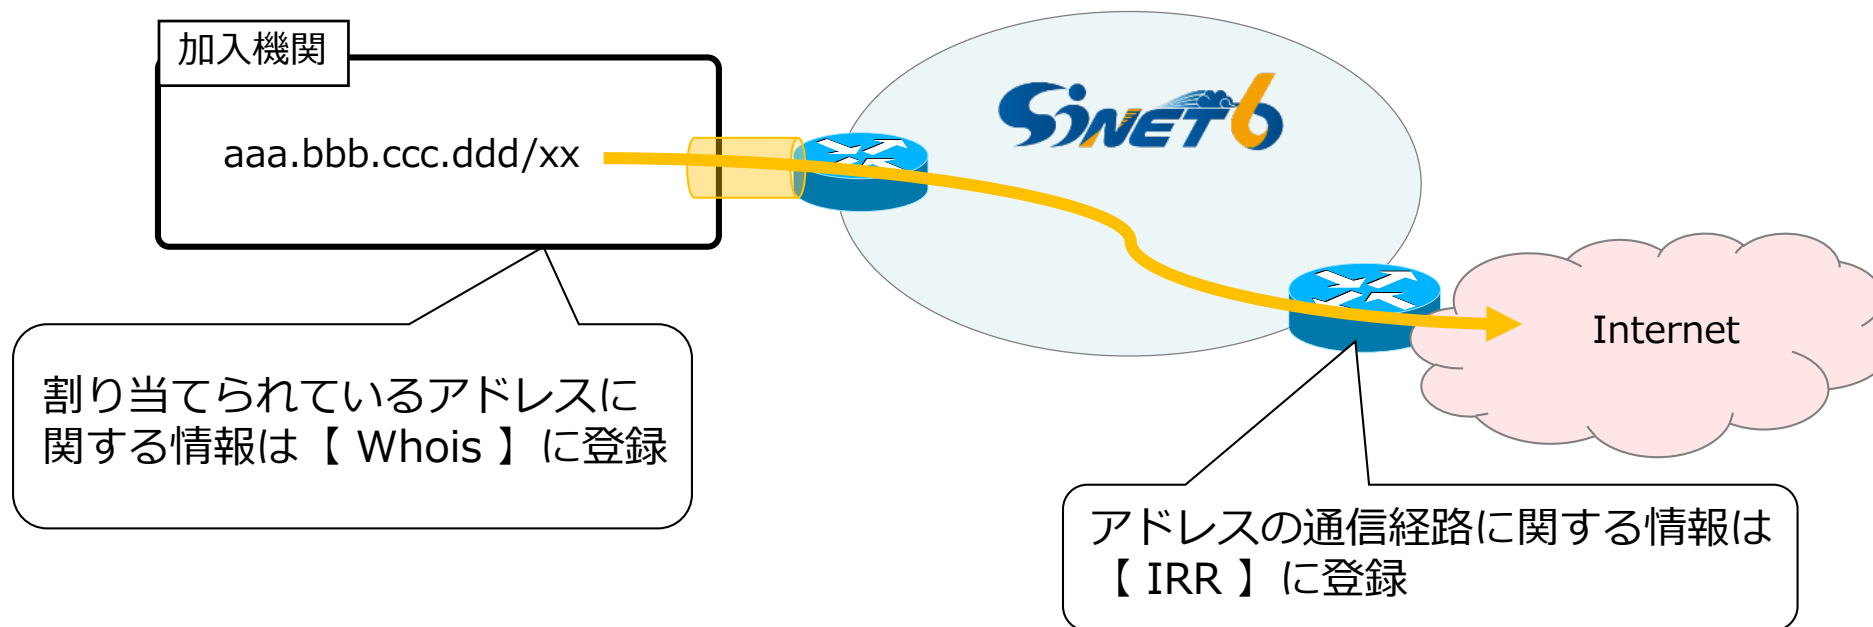 加入機関
SINET6
aaa.bbb.ccc.ddd/xx
Internet
割り当てられているアドレスに
関する情報は【 Whois 】に登録
アドレスの通信経路に関する情報は
【 IRR 】に登録